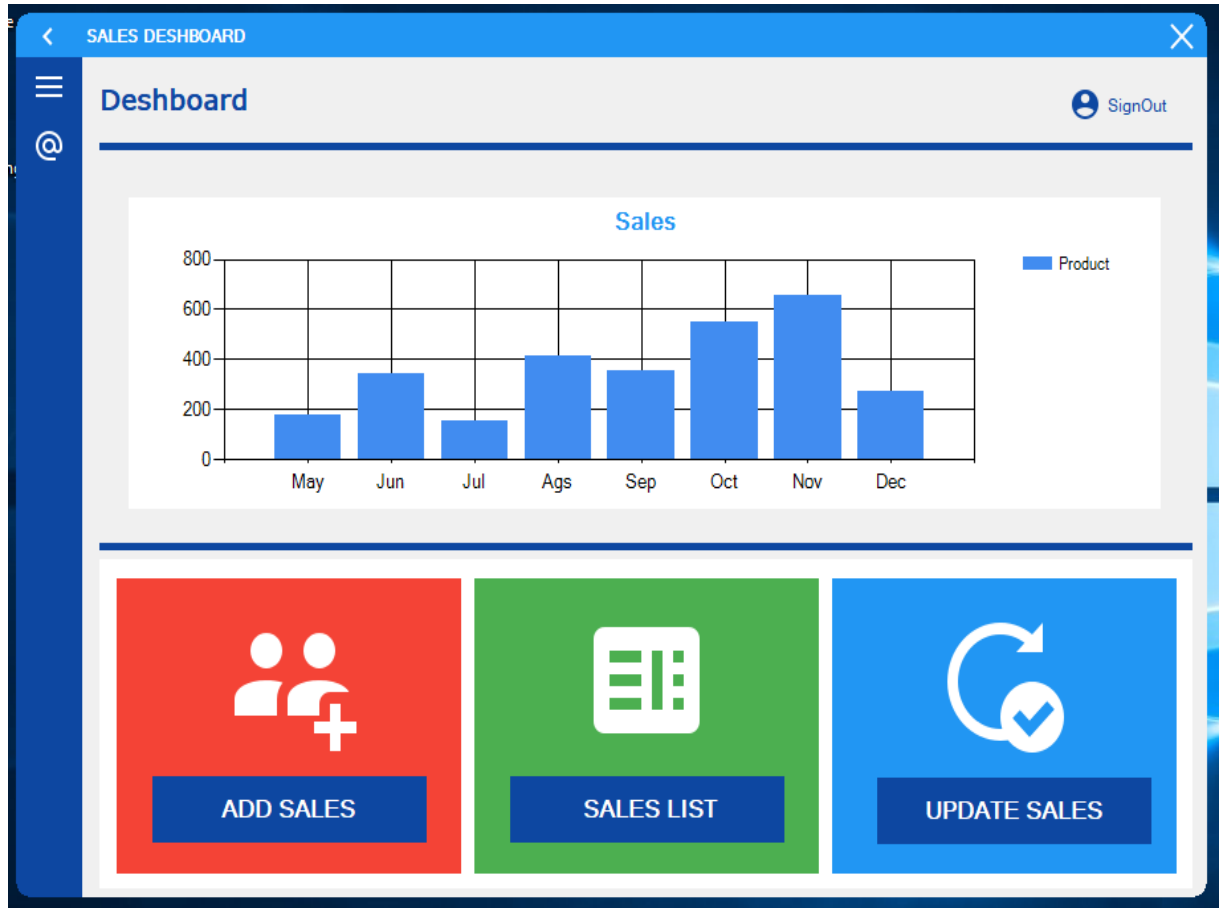 SALES DESHBOARD
Deshboard
SignOut
Sales
Product
800
600
400
200
0
May Jun Jul Ags Sep Oct Nov Dec
ADD SALES SALES LIST UPDATE SALES